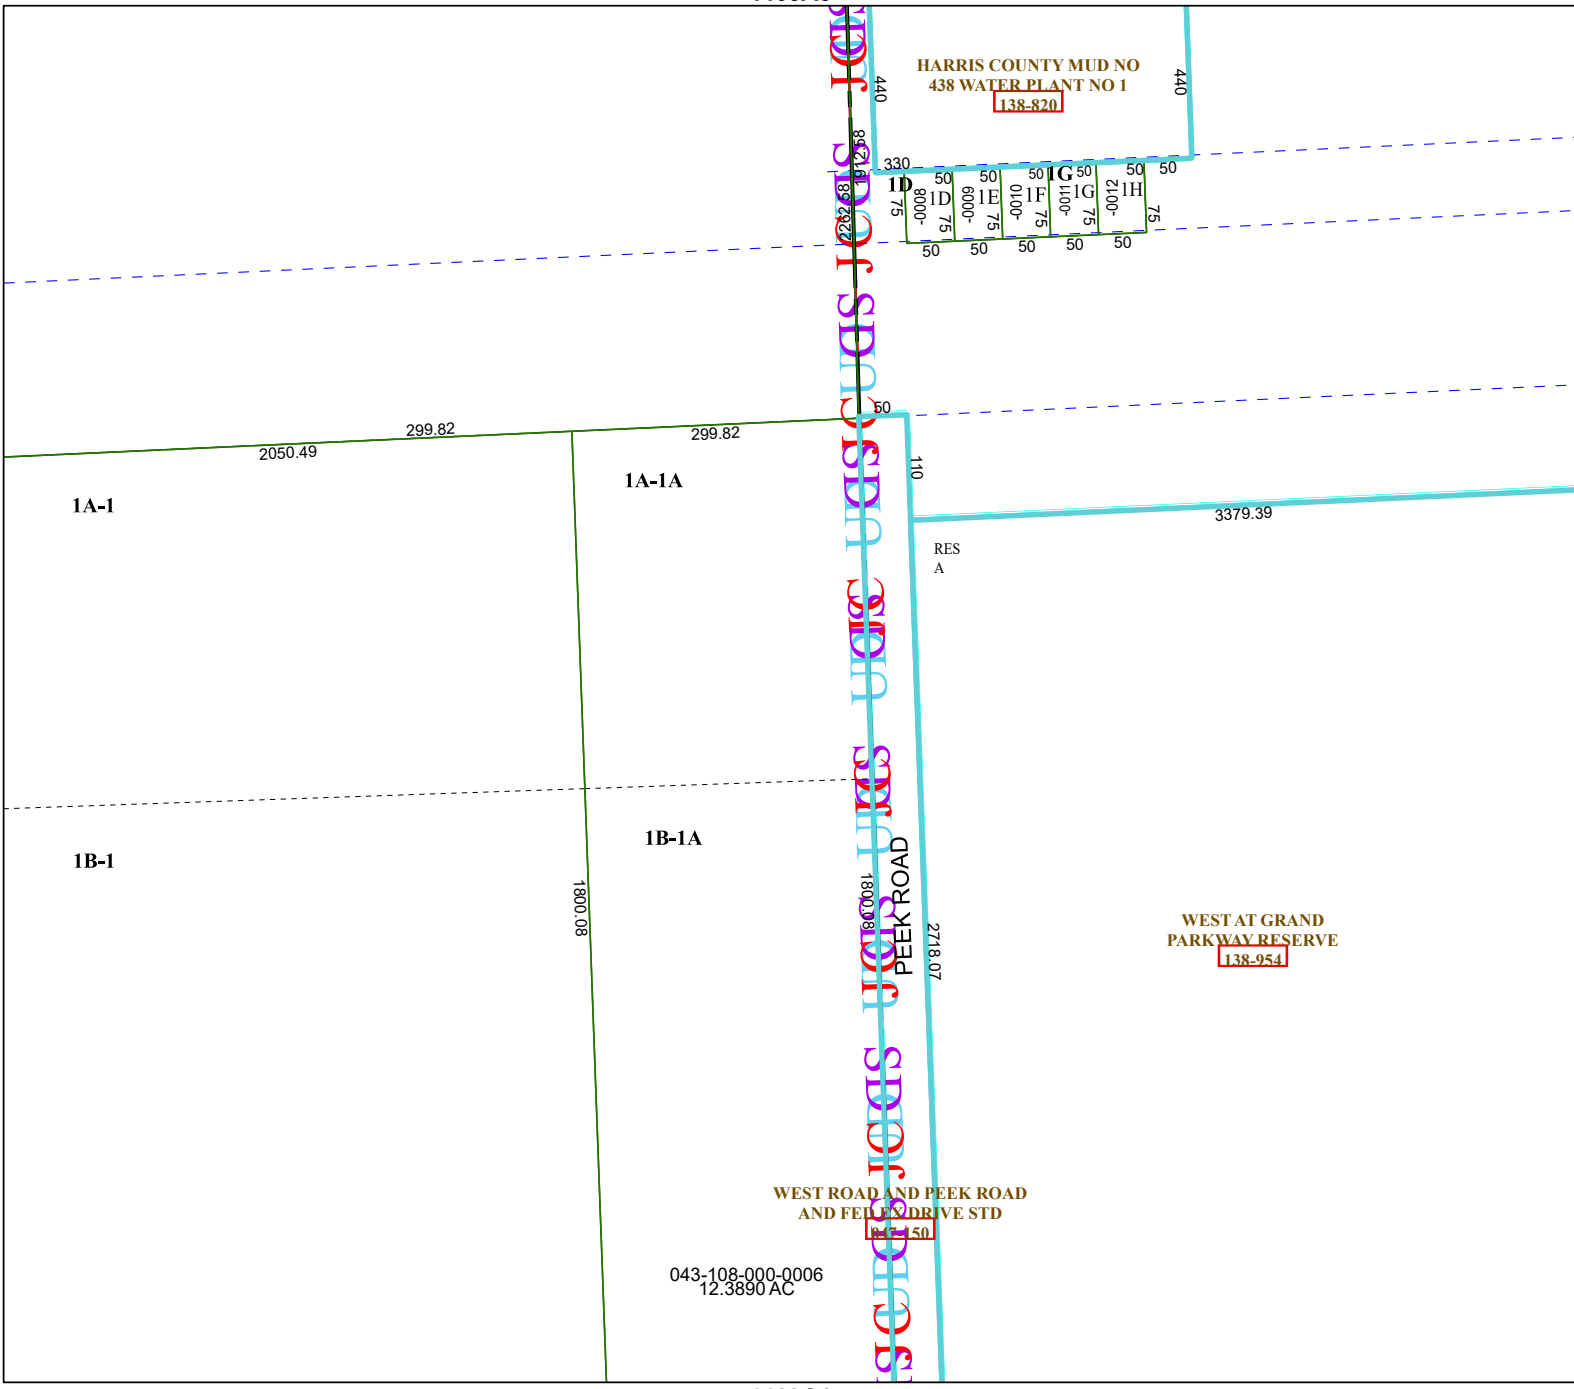 HARRIS COUNTY MUD NO
438 WATER PLANT NO 1
138-820
440
440
1912.58
2262.58
330
1D
1G
50
50
50
50
50
50
75
-0008
1D
75
-0009
1E
75
-0010
1F
75
-0011
1G
75
-0012
1H
75
50
50
50
50
50
50
299.82
299.82
2050.49
110
1A-1
1A-1A
3379.39
RES
A
1B-1
1B-1A
1800.08
1800.08
PEEK ROAD
2718.07
WEST AT GRAND
PARKWAY RESERVE
138-954
WEST ROAD AND PEEK ROAD
AND FED EX DRIVE STD
047-150
043-108-000-0006
12.3890 AC